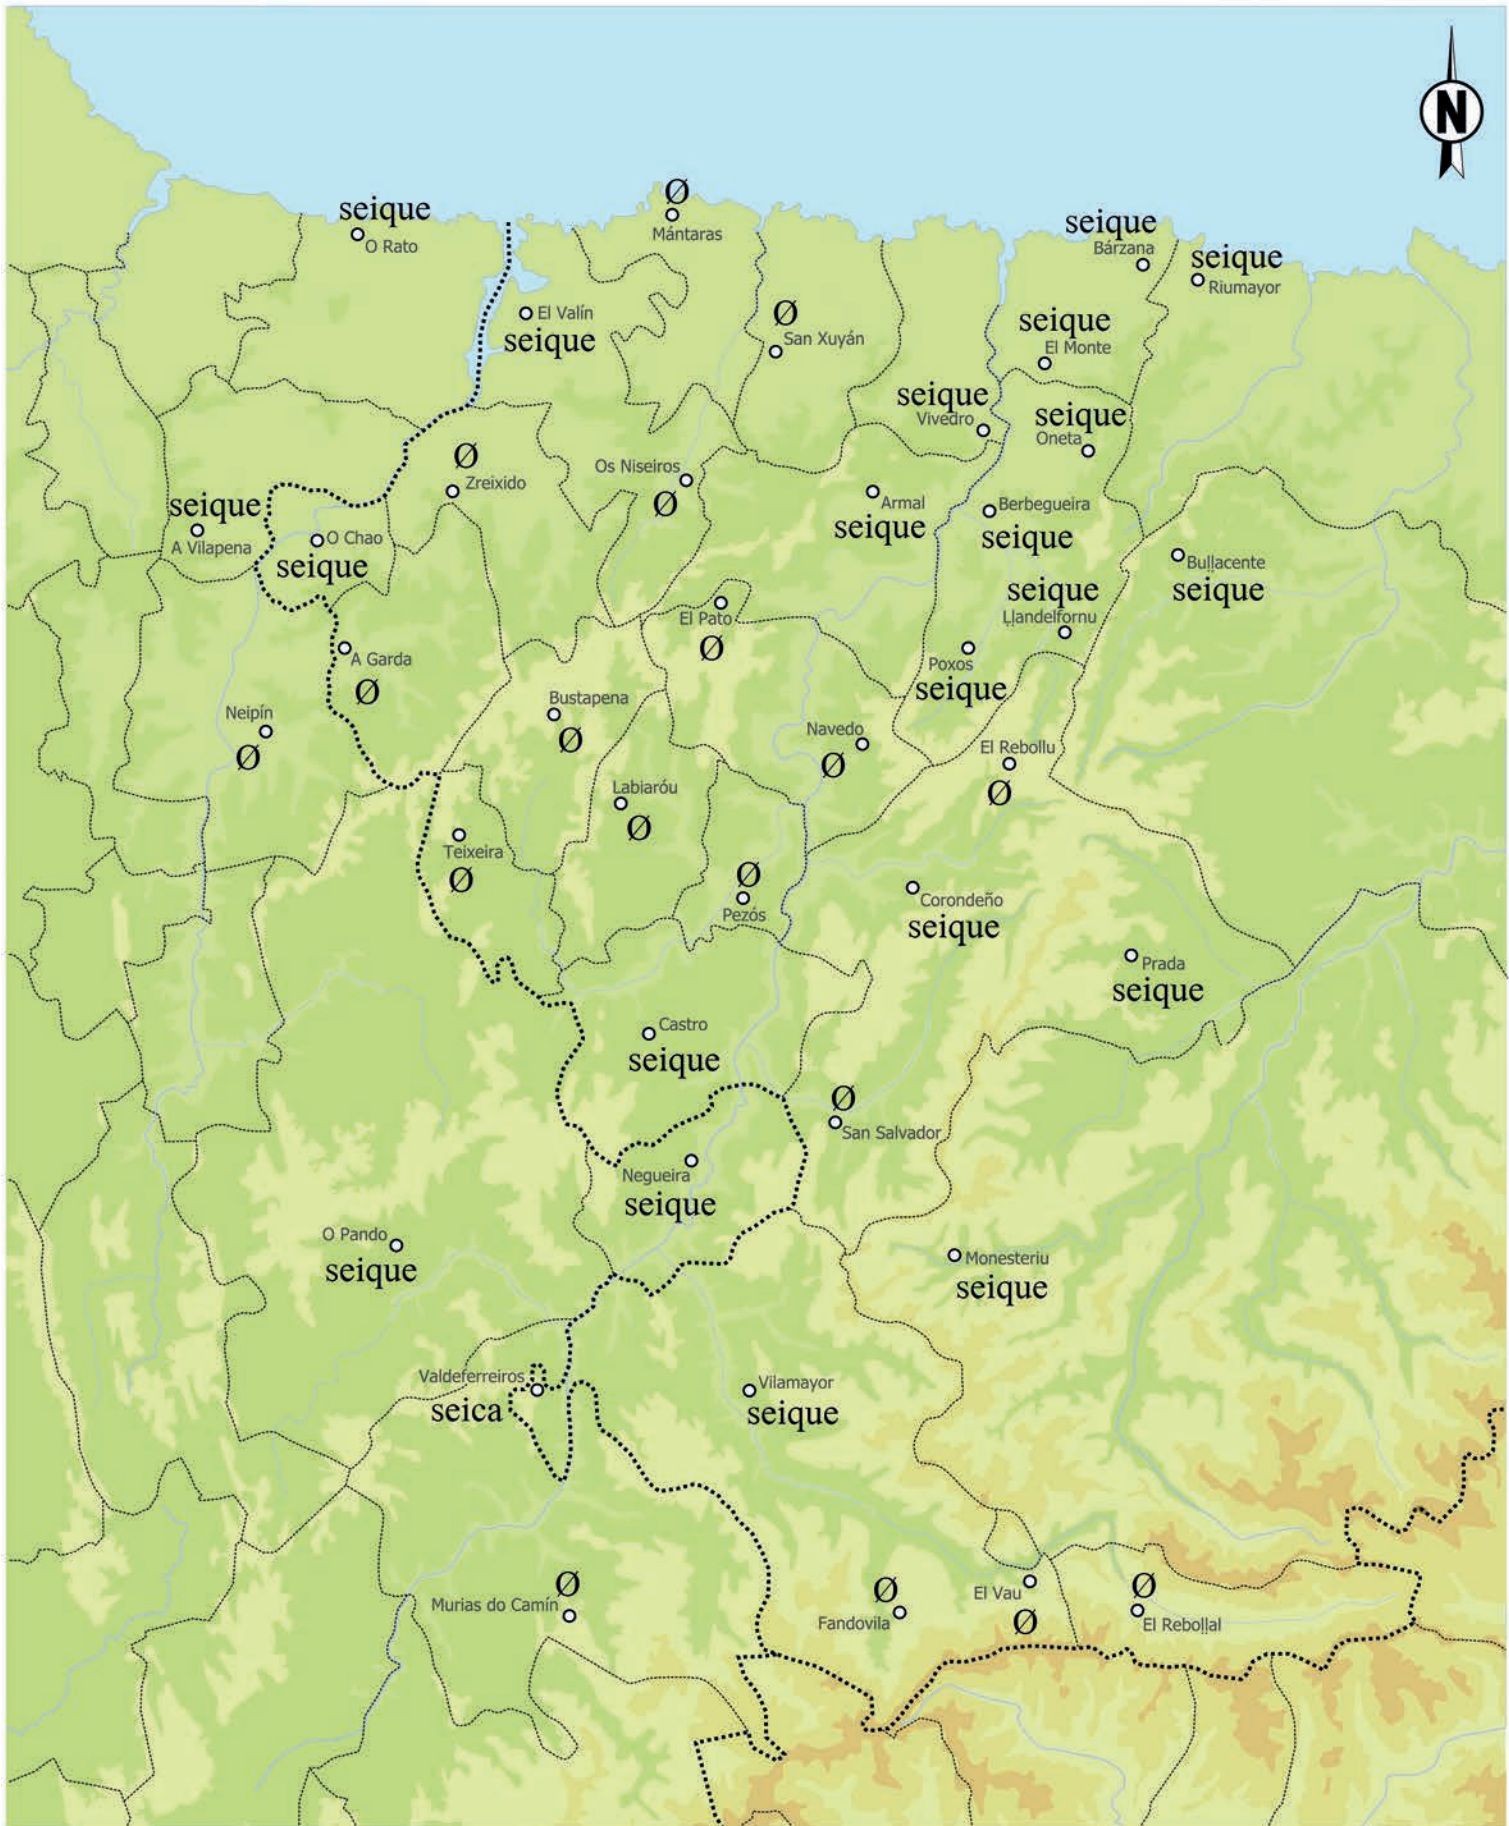 N
Ø
Mántaras
seique
O Rato
seique
Bárzana
seique
Riumayor
El Valín
seique
Ø
San Xuyán
seique
El Monte
seique
Vivedro
seique
Oneta
Ø
Zreixido
Os Niseiros
Ø
seique
A Vilapena
O Chao
seique
Armal
seique
Berbegueira
seique
Buḷḷacente
seique
seique
Ḷḷandelfornu
El Pato
Ø
A Garda
Ø
Poxos
seique
Neipín
Ø
Bustapena
Ø
Navedo
Ø
El Rebollu
Ø
Labiaróu
Ø
Teixeira
Ø
Ø
Pezós
Corondeño
seique
Prada
seique
Castro
seique
Ø
San Salvador
Negueira
seique
O Pando
seique
Monesteriu
seique
Valdeferreiros
seica
Vilamayor
seique
Ø
Murias do Camín
Ø
Fandovila
El Vau
Ø
Ø
El Reboḷḷal